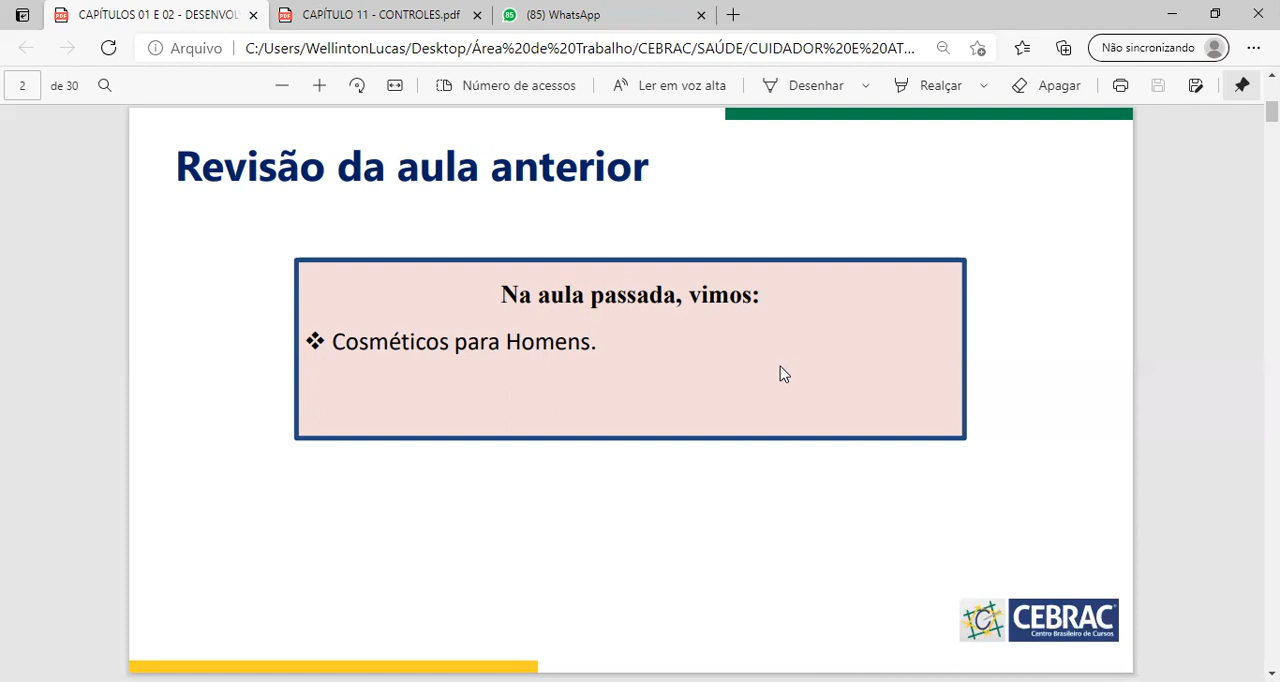 CAPÍTULOS 01 E 02 - DESENVOL
CAPÍTULO 11 - CONTROLES.pdf
(85) WhatsApp
Arquivo
C:/Users/WellintonLucas/Desktop/Área%20de%20Trabalho/CEBRAC/SAÚDE/CUIDADOR%20E%20AT...
Não sincronizando
2 de 30
Número de acessos
Ler em voz alta
Desenhar
Realçar
Apagar
Revisão da aula anterior
Na aula passada, vimos:
❖ Cosméticos para Homens.
CEBRAC
Centro Brasileiro de Cursos